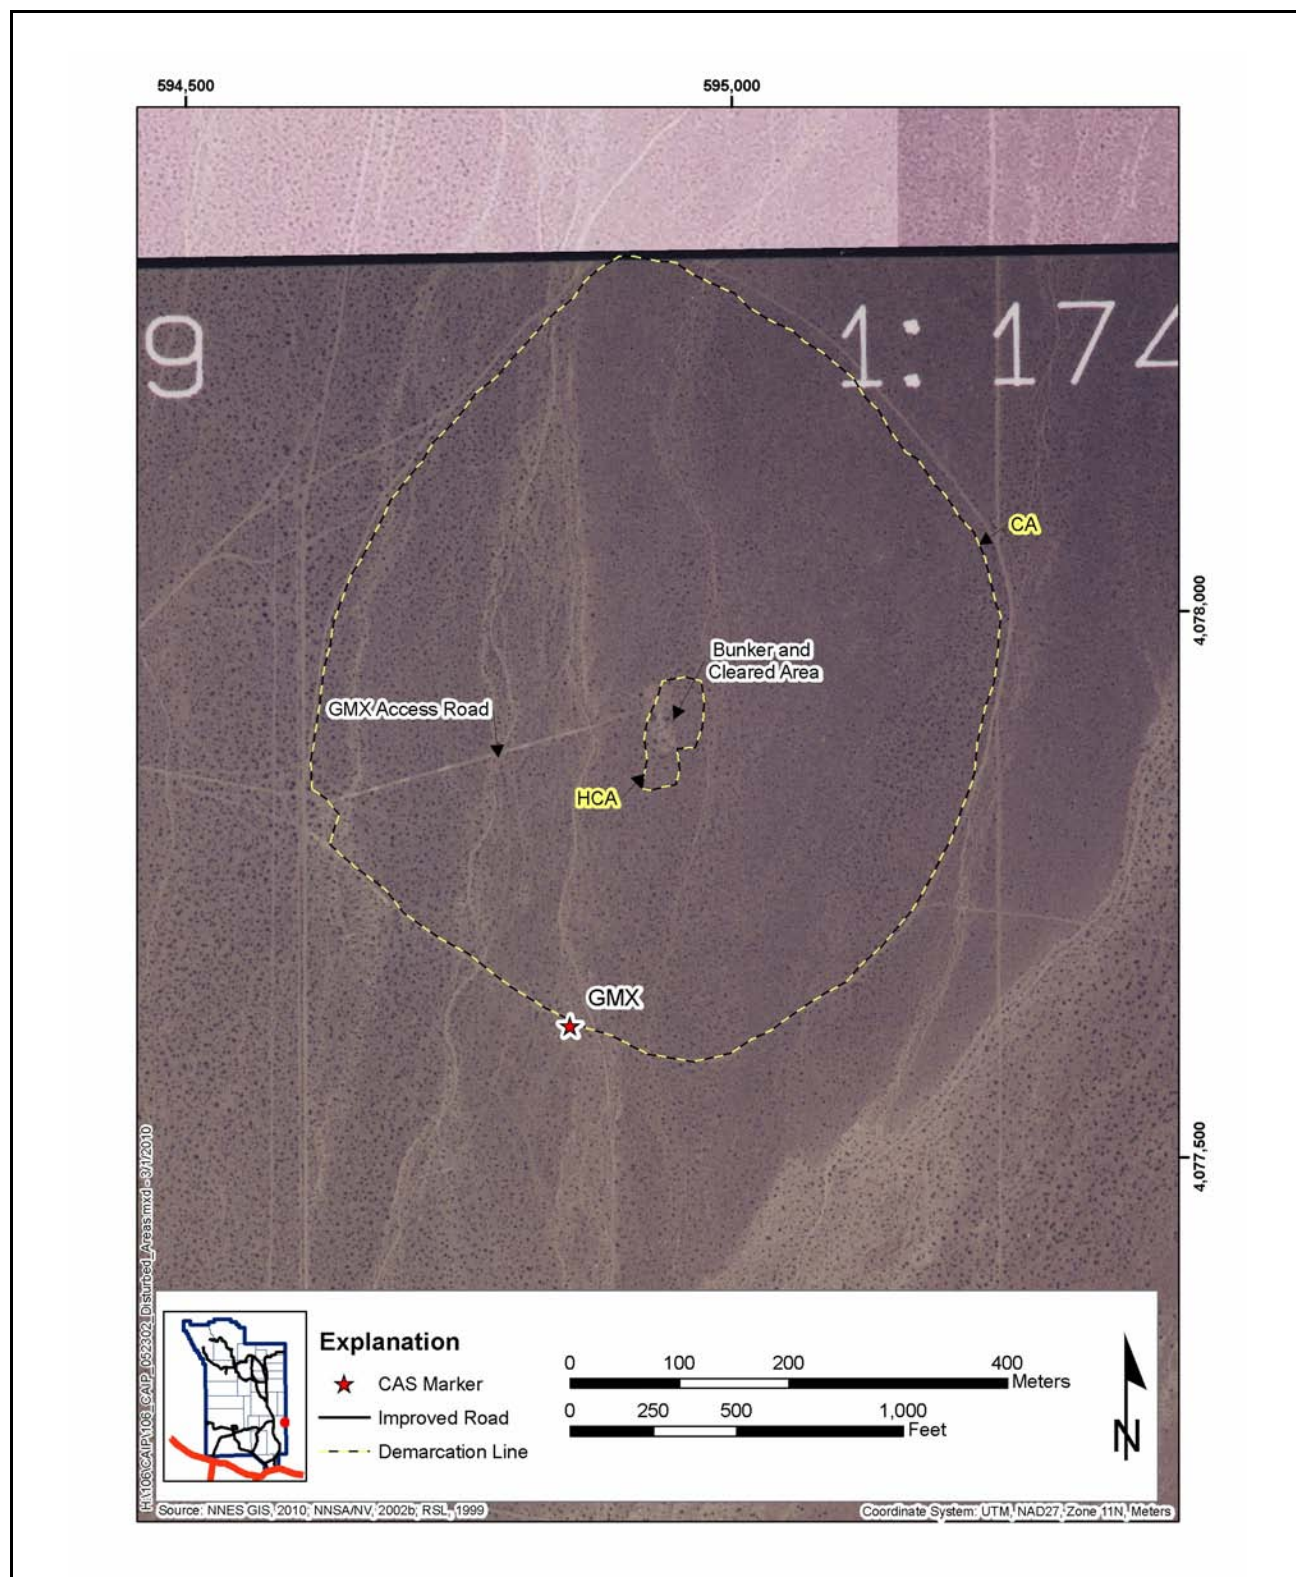 594,500
595,000
9
1: 174
CA
4,078,000
Bunker and
Cleared Area
GMX Access Road
HCA
GMX
4,077,500
H:\106\CAIP\106_CAIP_052302_Disturbed_Areas.mxd - 3/1/2010
Explanation
CAS Marker
Improved Road
Demarcation Line
0 100 200 400
Meters
0 250 500 1,000
Feet
N
Source: NNES GIS, 2010; NNSA/NV, 2002b; RSL, 1999
Coordinate System: UTM, NAD27, Zone 11N, Meters